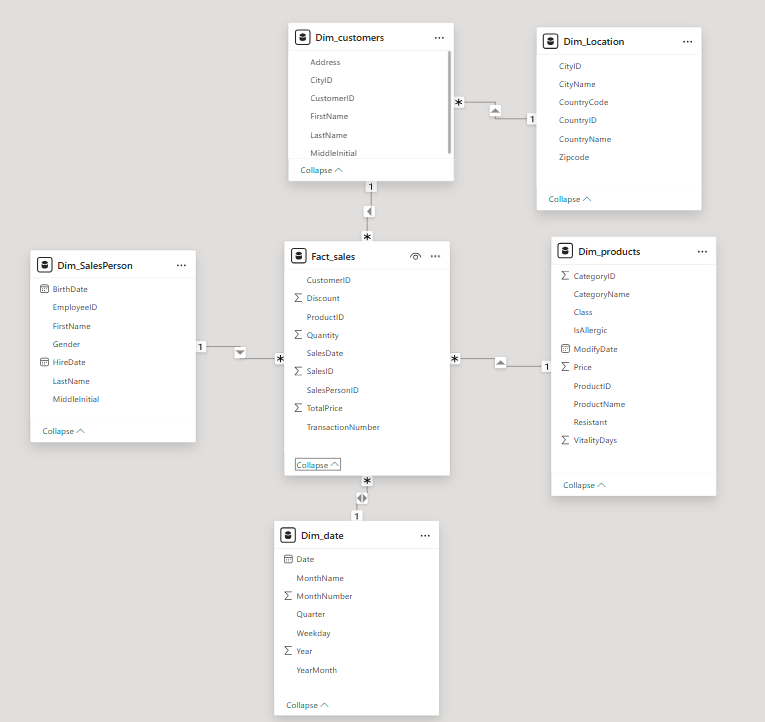 Dim_customers
Address
CityID
CustomerID
FirstName
LastName
MiddleInitial
Collapse
Dim_Location
CityID
CityName
CountryCode
CountryID
CountryName
Zipcode
Collapse
*
1
1
*
Dim_SalesPerson
BirthDate
EmployeeID
FirstName
Gender
HireDate
LastName
MiddleInitial
Collapse
1
*
Fact_sales
CustomerID
Σ Discount
ProductID
Σ Quantity
SalesDate
Σ SalesID
SalesPersonID
Σ TotalPrice
TransactionNumber
Collapse
*
1
Dim_products
Σ CategoryID
CategoryName
Class
IsAllergic
ModifyDate
Σ Price
ProductID
ProductName
Resistant
Σ VitalityDays
Collapse
*
1
Dim_date
Date
MonthName
Σ MonthNumber
Quarter
Weekday
Σ Year
YearMonth
Collapse